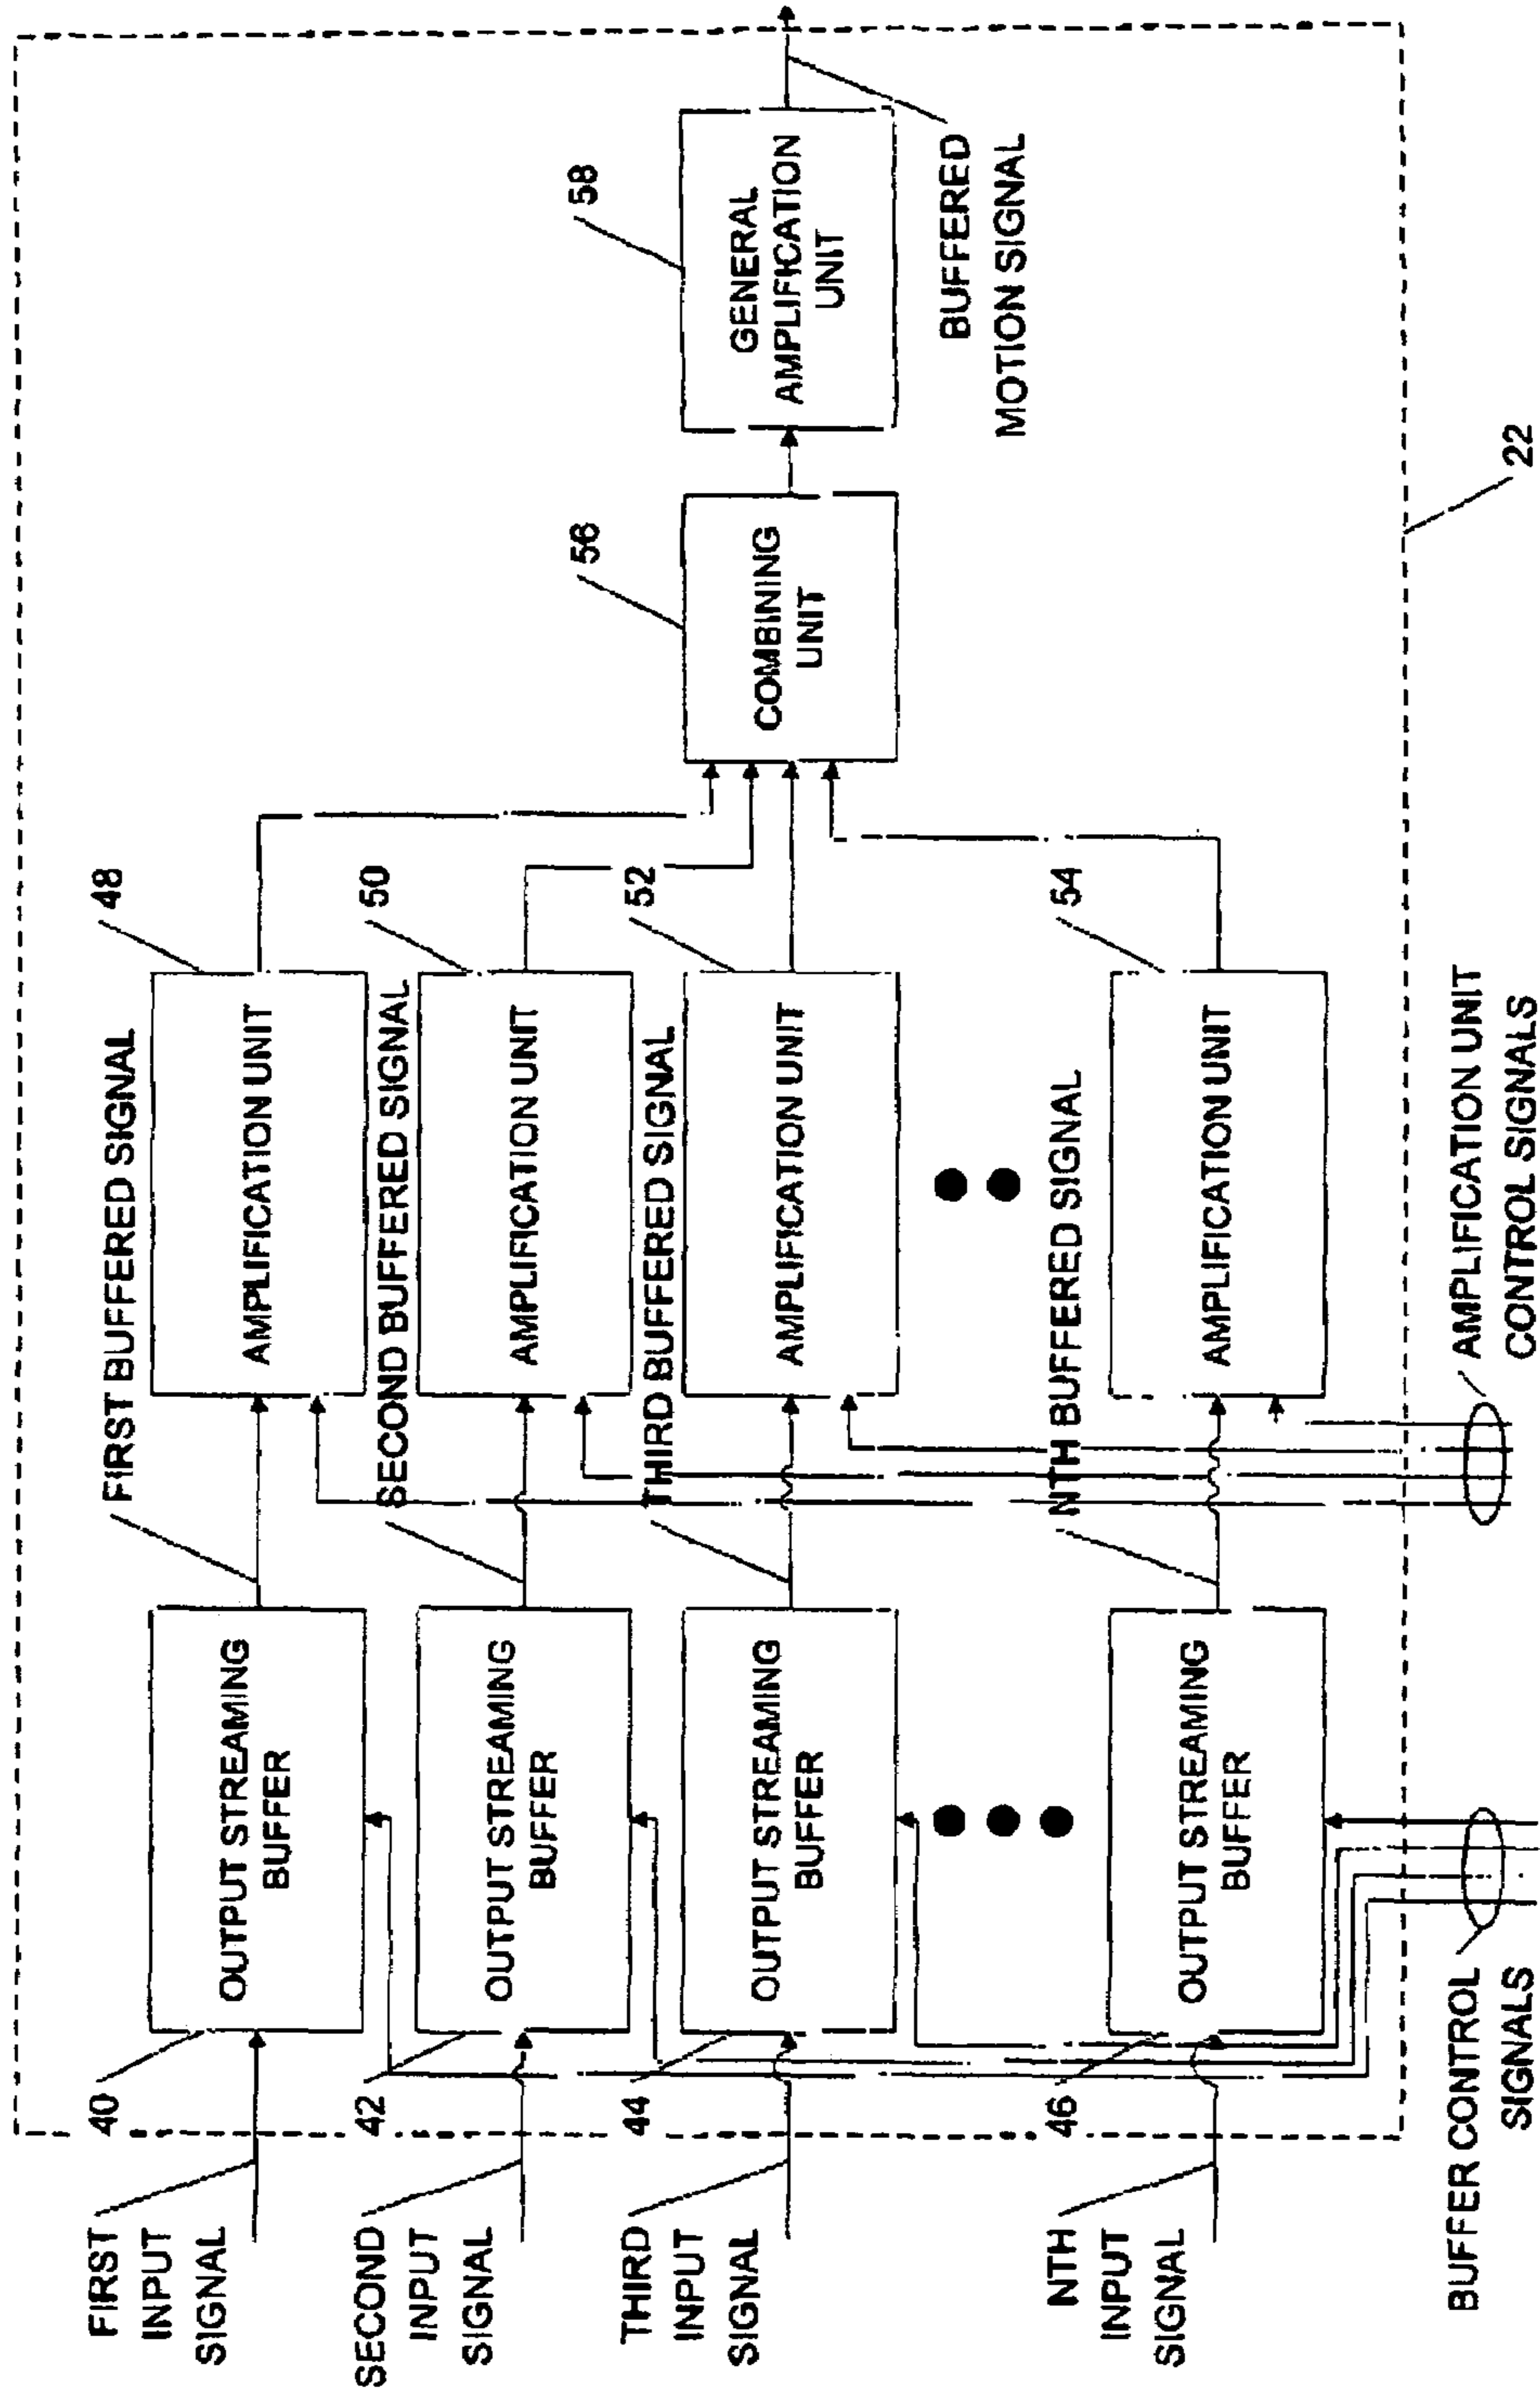 FIRST
INPUT
SIGNAL
40
OUTPUT STREAMING
BUFFER
FIRST BUFFERED SIGNAL
AMPLIFICATION UNIT
48
SECOND
INPUT
SIGNAL
42
OUTPUT STREAMING
BUFFER
SECOND BUFFERED SIGNAL
AMPLIFICATION UNIT
50
THIRD
INPUT
SIGNAL
44
OUTPUT STREAMING
BUFFER
THIRD BUFFERED SIGNAL
AMPLIFICATION UNIT
52
NTH
INPUT
SIGNAL
46
OUTPUT STREAMING
BUFFER
NTH BUFFERED SIGNAL
AMPLIFICATION UNIT
54
COMBINING
UNIT
56
GENERAL
AMPLIFICATION
UNIT
58
BUFFERED
MOTION SIGNAL
BUFFER CONTROL
SIGNALS
AMPLIFICATION UNIT
CONTROL SIGNALS
22